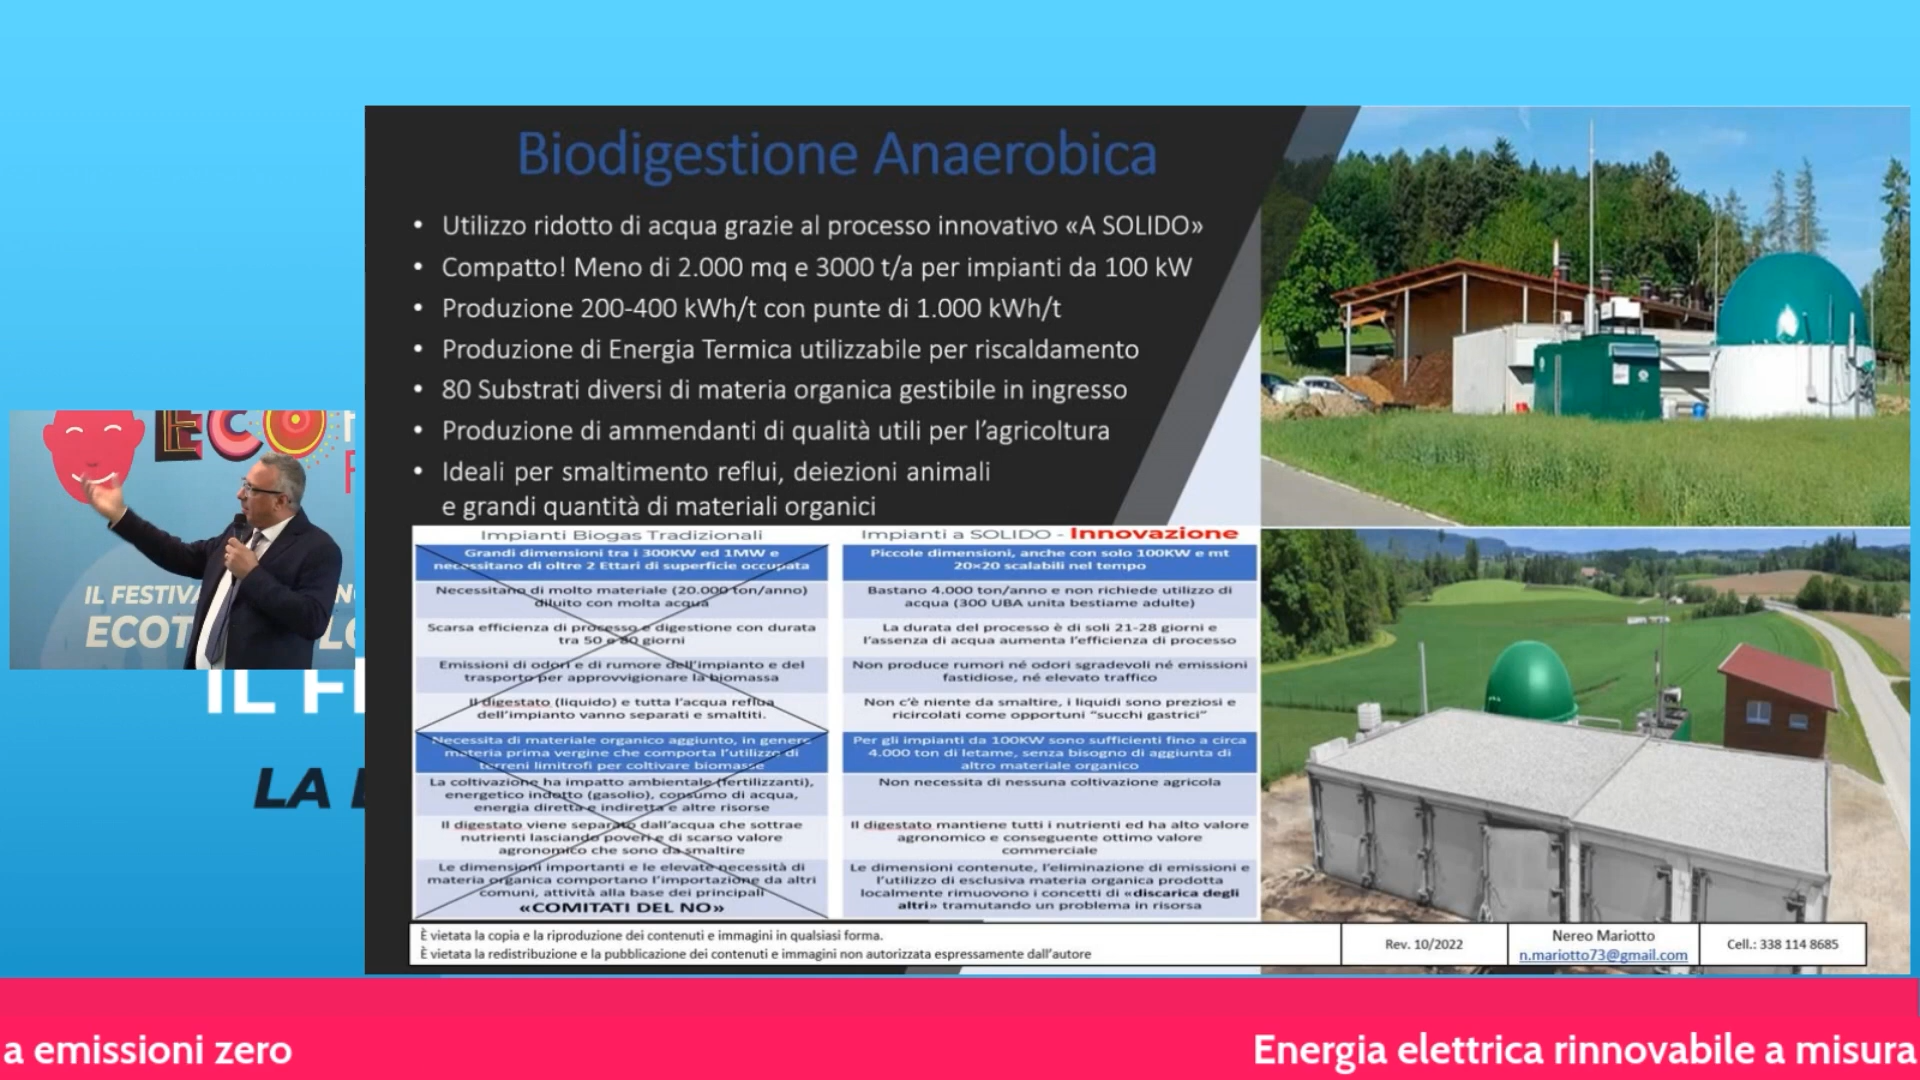 Biodigestione Anaerobica
• Utilizzo ridotto di acqua grazie al processo innovativo «A SOLIDO»
• Compatto! Meno di 2.000 mq e 3000 t/a per impianti da 100 kW
• Produzione 200-400 kWh/t con punte di 1.000 kWh/t
• Produzione di Energia Termica utilizzabile per riscaldamento
• 80 Substrati diversi di materia organica gestibile in ingresso
• Produzione di ammendanti di qualità utili per l’agricoltura
• Ideali per smaltimento reflui, deiezioni animali
e grandi quantità di materiali organici
Impianti Biogas Tradizionali
Grandi dimensioni tra i 300KW ed 1MW e
necessitano di oltre 2 Ettari di superficie occupata
Necessitano di molto materiale (20.000 ton/anno)
diluito con molta acqua
Scarsa efficienza di processo e digestione con durata
tra 50 e 80 giorni
Emissioni di odori e di rumore dell’impianto e del
trasporto per approvvigionare la biomassa
Il digestato (liquido) e tutta l’acqua reflua
dell’impianto vanno separati e smaltiti.
Necessita di materiale organico aggiunto, in genere
materia prima vergine che comporta l’utilizzo di
terreni limitrofi per coltivare biomasse
La coltivazione ha impatto ambientale (fertilizzanti),
energetico indotto (gasolio), consumo di acqua,
energia diretta e indiretta e altre risorse
Il digestato viene separato dall’acqua che sottrae
nutrienti lasciando poveri e di scarso valore
agronomico che sono da smaltire
Le dimensioni importanti e le elevate necessità di
materia organica comportano l’importazione da altri
comuni, attività alla base dei principali
«COMITATI DEL NO»
Impianti a SOLIDO - Innovazione
Piccole dimensioni, anche con solo 100KW e mt
20×20 scalabili nel tempo
Bastano 4.000 ton/anno e non richiede utilizzo di
acqua (300 UBA unita bestiame adulte)
La durata del processo è di soli 21-28 giorni e
l’assenza di acqua aumenta l’efficienza di processo
Non produce rumori né odori sgradevoli né emissioni
fastidiose, né elevato traffico
Non c’è niente da smaltire, i liquidi sono preziosi e
ricircolati come opportuni “succhi gastrici”
Per gli impianti da 100KW sono sufficienti fino a circa
4.000 ton di letame, senza bisogno di aggiunta di
altro materiale organico
Non necessita di nessuna coltivazione agricola
Il digestato mantiene tutti i nutrienti ed ha alto valore
agronomico e conseguente ottimo valore
commerciale
Le dimensioni contenute, l’eliminazione di emissioni e
l’utilizzo di esclusiva materia organica prodotta
localmente rimuovono i concetti di «discarica degli
altri» tramutando un problema in risorsa
È vietata la copia e la riproduzione dei contenuti e immagini in qualsiasi forma.
È vietata la redistribuzione e la pubblicazione dei contenuti e immagini non autorizzata espressamente dall’autore
Rev. 10/2022
Nereo Mariotto
n.mariotto73@gmail.com
Cell.: 338 114 8685
ECO
IL FESTIV
ECOT
IL F
LA
a emissioni zero
Energia elettrica rinnovabile a misura